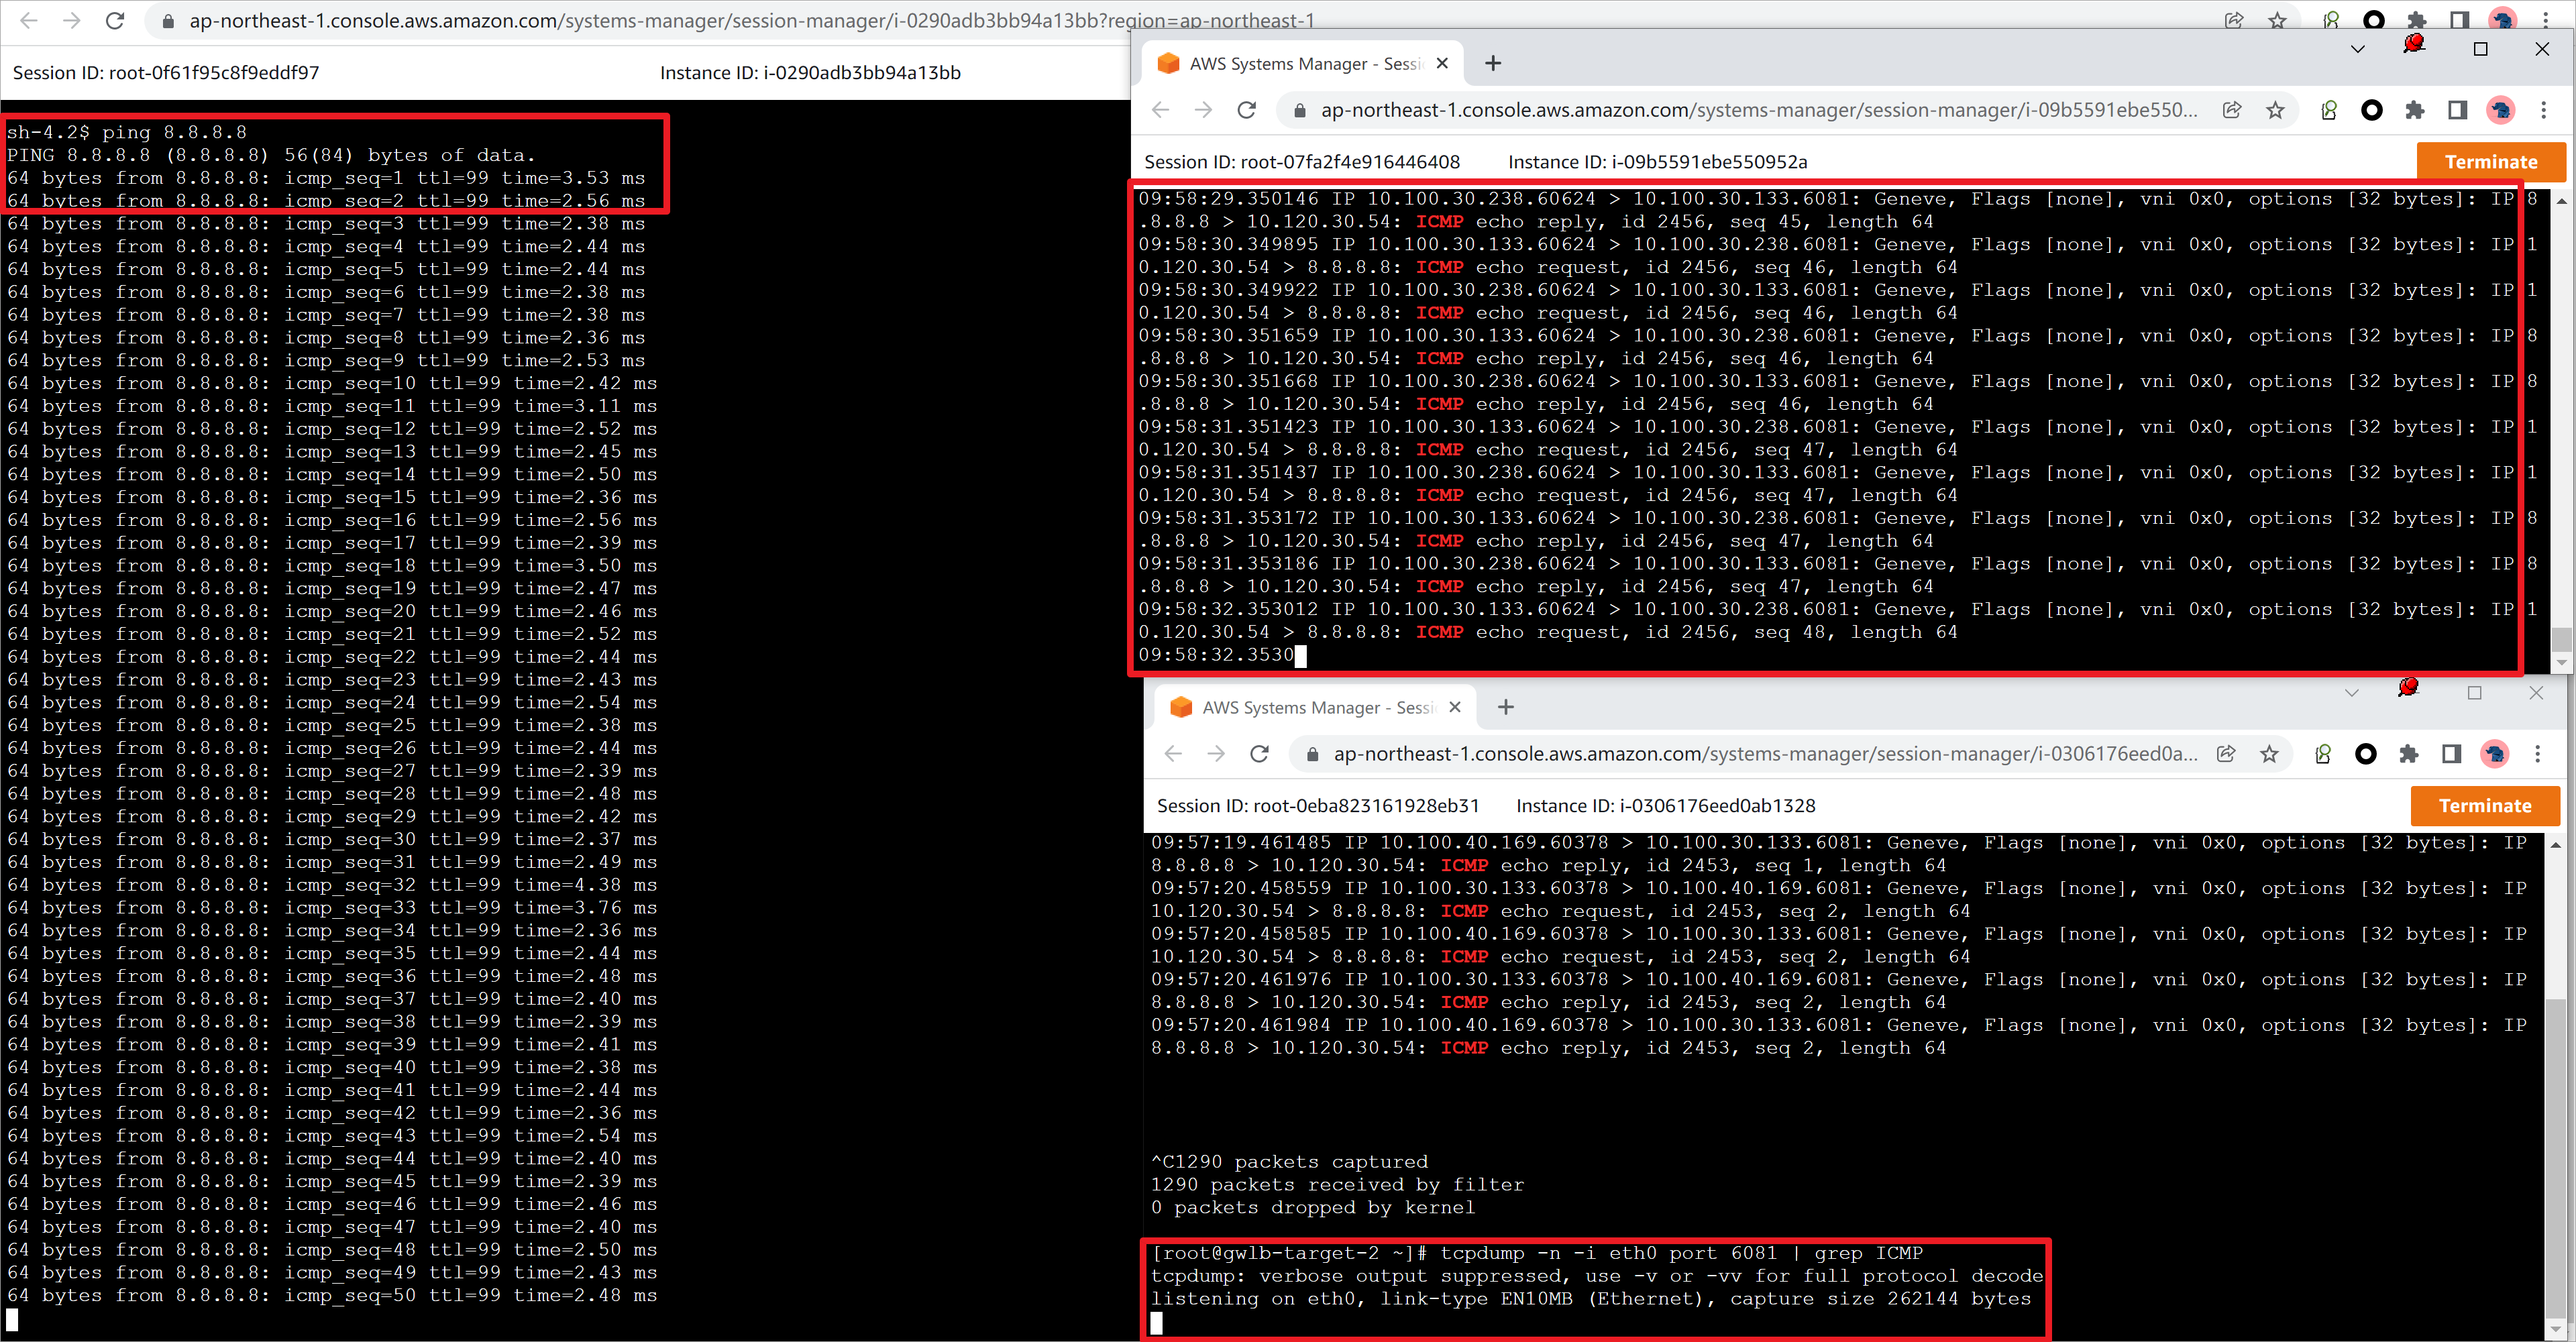 ap-northeast-1.console.aws.amazon.com/systems-manager/session-manager/i-0290adb3bb94a13bb?region=ap-northeast-1
Session ID: root-0f61f95c8f9eddf97
Instance ID: i-0290adb3bb94a13bb
sh-4.2$ ping 8.8.8.8
PING 8.8.8.8 (8.8.8.8) 56(84) bytes of data.
64 bytes from 8.8.8.8: icmp_seq=1 ttl=99 time=3.53 ms
64 bytes from 8.8.8.8: icmp_seq=2 ttl=99 time=2.56 ms
64 bytes from 8.8.8.8: icmp_seq=3 ttl=99 time=2.38 ms
64 bytes from 8.8.8.8: icmp_seq=4 ttl=99 time=2.44 ms
64 bytes from 8.8.8.8: icmp_seq=5 ttl=99 time=2.44 ms
64 bytes from 8.8.8.8: icmp_seq=6 ttl=99 time=2.38 ms
64 bytes from 8.8.8.8: icmp_seq=7 ttl=99 time=2.38 ms
64 bytes from 8.8.8.8: icmp_seq=8 ttl=99 time=2.36 ms
64 bytes from 8.8.8.8: icmp_seq=9 ttl=99 time=2.53 ms
64 bytes from 8.8.8.8: icmp_seq=10 ttl=99 time=2.42 ms
64 bytes from 8.8.8.8: icmp_seq=11 ttl=99 time=3.11 ms
64 bytes from 8.8.8.8: icmp_seq=12 ttl=99 time=2.52 ms
64 bytes from 8.8.8.8: icmp_seq=13 ttl=99 time=2.45 ms
64 bytes from 8.8.8.8: icmp_seq=14 ttl=99 time=2.50 ms
64 bytes from 8.8.8.8: icmp_seq=15 ttl=99 time=2.36 ms
64 bytes from 8.8.8.8: icmp_seq=16 ttl=99 time=2.56 ms
64 bytes from 8.8.8.8: icmp_seq=17 ttl=99 time=2.39 ms
64 bytes from 8.8.8.8: icmp_seq=18 ttl=99 time=3.50 ms
64 bytes from 8.8.8.8: icmp_seq=19 ttl=99 time=2.47 ms
64 bytes from 8.8.8.8: icmp_seq=20 ttl=99 time=2.46 ms
64 bytes from 8.8.8.8: icmp_seq=21 ttl=99 time=2.52 ms
64 bytes from 8.8.8.8: icmp_seq=22 ttl=99 time=2.44 ms
64 bytes from 8.8.8.8: icmp_seq=23 ttl=99 time=2.43 ms
64 bytes from 8.8.8.8: icmp_seq=24 ttl=99 time=2.54 ms
64 bytes from 8.8.8.8: icmp_seq=25 ttl=99 time=2.38 ms
64 bytes from 8.8.8.8: icmp_seq=26 ttl=99 time=2.44 ms
64 bytes from 8.8.8.8: icmp_seq=27 ttl=99 time=2.39 ms
64 bytes from 8.8.8.8: icmp_seq=28 ttl=99 time=2.48 ms
64 bytes from 8.8.8.8: icmp_seq=29 ttl=99 time=2.42 ms
64 bytes from 8.8.8.8: icmp_seq=30 ttl=99 time=2.37 ms
64 bytes from 8.8.8.8: icmp_seq=31 ttl=99 time=2.49 ms
64 bytes from 8.8.8.8: icmp_seq=32 ttl=99 time=4.38 ms
64 bytes from 8.8.8.8: icmp_seq=33 ttl=99 time=3.76 ms
64 bytes from 8.8.8.8: icmp_seq=34 ttl=99 time=2.36 ms
64 bytes from 8.8.8.8: icmp_seq=35 ttl=99 time=2.44 ms
64 bytes from 8.8.8.8: icmp_seq=36 ttl=99 time=2.48 ms
64 bytes from 8.8.8.8: icmp_seq=37 ttl=99 time=2.40 ms
64 bytes from 8.8.8.8: icmp_seq=38 ttl=99 time=2.39 ms
64 bytes from 8.8.8.8: icmp_seq=39 ttl=99 time=2.41 ms
64 bytes from 8.8.8.8: icmp_seq=40 ttl=99 time=2.38 ms
64 bytes from 8.8.8.8: icmp_seq=41 ttl=99 time=2.44 ms
64 bytes from 8.8.8.8: icmp_seq=42 ttl=99 time=2.36 ms
64 bytes from 8.8.8.8: icmp_seq=43 ttl=99 time=2.54 ms
64 bytes from 8.8.8.8: icmp_seq=44 ttl=99 time=2.40 ms
64 bytes from 8.8.8.8: icmp_seq=45 ttl=99 time=2.39 ms
64 bytes from 8.8.8.8: icmp_seq=46 ttl=99 time=2.46 ms
64 bytes from 8.8.8.8: icmp_seq=47 ttl=99 time=2.40 ms
64 bytes from 8.8.8.8: icmp_seq=48 ttl=99 time=2.50 ms
64 bytes from 8.8.8.8: icmp_seq=49 ttl=99 time=2.43 ms
64 bytes from 8.8.8.8: icmp_seq=50 ttl=99 time=2.48 ms
AWS Systems Manager - Sessi
ap-northeast-1.console.aws.amazon.com/systems-manager/session-manager/i-09b5591ebe550...
Session ID: root-07fa2f4e916446408
Instance ID: i-09b5591ebe550952a
Terminate
09:58:29.350146 IP 10.100.30.238.60624 > 10.100.30.133.6081: Geneve, Flags [none], vni 0x0, options [32 bytes]: IP 8
.8.8.8 > 10.120.30.54: ICMP echo reply, id 2456, seq 45, length 64
09:58:30.349895 IP 10.100.30.133.60624 > 10.100.30.238.6081: Geneve, Flags [none], vni 0x0, options [32 bytes]: IP 1
0.120.30.54 > 8.8.8.8: ICMP echo request, id 2456, seq 46, length 64
09:58:30.349922 IP 10.100.30.238.60624 > 10.100.30.133.6081: Geneve, Flags [none], vni 0x0, options [32 bytes]: IP 1
0.120.30.54 > 8.8.8.8: ICMP echo request, id 2456, seq 46, length 64
09:58:30.351659 IP 10.100.30.133.60624 > 10.100.30.238.6081: Geneve, Flags [none], vni 0x0, options [32 bytes]: IP 8
.8.8.8 > 10.120.30.54: ICMP echo reply, id 2456, seq 46, length 64
09:58:30.351668 IP 10.100.30.238.60624 > 10.100.30.133.6081: Geneve, Flags [none], vni 0x0, options [32 bytes]: IP 8
.8.8.8 > 10.120.30.54: ICMP echo reply, id 2456, seq 46, length 64
09:58:31.351423 IP 10.100.30.133.60624 > 10.100.30.238.6081: Geneve, Flags [none], vni 0x0, options [32 bytes]: IP 1
0.120.30.54 > 8.8.8.8: ICMP echo request, id 2456, seq 47, length 64
09:58:31.351437 IP 10.100.30.238.60624 > 10.100.30.133.6081: Geneve, Flags [none], vni 0x0, options [32 bytes]: IP 1
0.120.30.54 > 8.8.8.8: ICMP echo request, id 2456, seq 47, length 64
09:58:31.353172 IP 10.100.30.133.60624 > 10.100.30.238.6081: Geneve, Flags [none], vni 0x0, options [32 bytes]: IP 8
.8.8.8 > 10.120.30.54: ICMP echo reply, id 2456, seq 47, length 64
09:58:31.353186 IP 10.100.30.238.60624 > 10.100.30.133.6081: Geneve, Flags [none], vni 0x0, options [32 bytes]: IP 8
.8.8.8 > 10.120.30.54: ICMP echo reply, id 2456, seq 47, length 64
09:58:32.353012 IP 10.100.30.133.60624 > 10.100.30.238.6081: Geneve, Flags [none], vni 0x0, options [32 bytes]: IP 1
0.120.30.54 > 8.8.8.8: ICMP echo request, id 2456, seq 48, length 64
09:58:32.3530
AWS Systems Manager - Sessi
ap-northeast-1.console.aws.amazon.com/systems-manager/session-manager/i-0306176eed0a...
Session ID: root-0eba823161928eb31
Instance ID: i-0306176eed0ab1328
Terminate
09:57:19.461485 IP 10.100.40.169.60378 > 10.100.30.133.6081: Geneve, Flags [none], vni 0x0, options [32 bytes]: IP
8.8.8.8 > 10.120.30.54: ICMP echo reply, id 2453, seq 1, length 64
09:57:20.458559 IP 10.100.30.133.60378 > 10.100.40.169.6081: Geneve, Flags [none], vni 0x0, options [32 bytes]: IP
10.120.30.54 > 8.8.8.8: ICMP echo request, id 2453, seq 2, length 64
09:57:20.458585 IP 10.100.40.169.60378 > 10.100.30.133.6081: Geneve, Flags [none], vni 0x0, options [32 bytes]: IP
10.120.30.54 > 8.8.8.8: ICMP echo request, id 2453, seq 2, length 64
09:57:20.461976 IP 10.100.30.133.60378 > 10.100.40.169.6081: Geneve, Flags [none], vni 0x0, options [32 bytes]: IP
8.8.8.8 > 10.120.30.54: ICMP echo reply, id 2453, seq 2, length 64
09:57:20.461984 IP 10.100.40.169.60378 > 10.100.30.133.6081: Geneve, Flags [none], vni 0x0, options [32 bytes]: IP
8.8.8.8 > 10.120.30.54: ICMP echo reply, id 2453, seq 2, length 64
^C1290 packets captured
1290 packets received by filter
0 packets dropped by kernel
[root@gwlb-target-2 ~]# tcpdump -n -i eth0 port 6081 | grep ICMP
tcpdump: verbose output suppressed, use -v or -vv for full protocol decode
listening on eth0, link-type EN10MB (Ethernet), capture size 262144 bytes